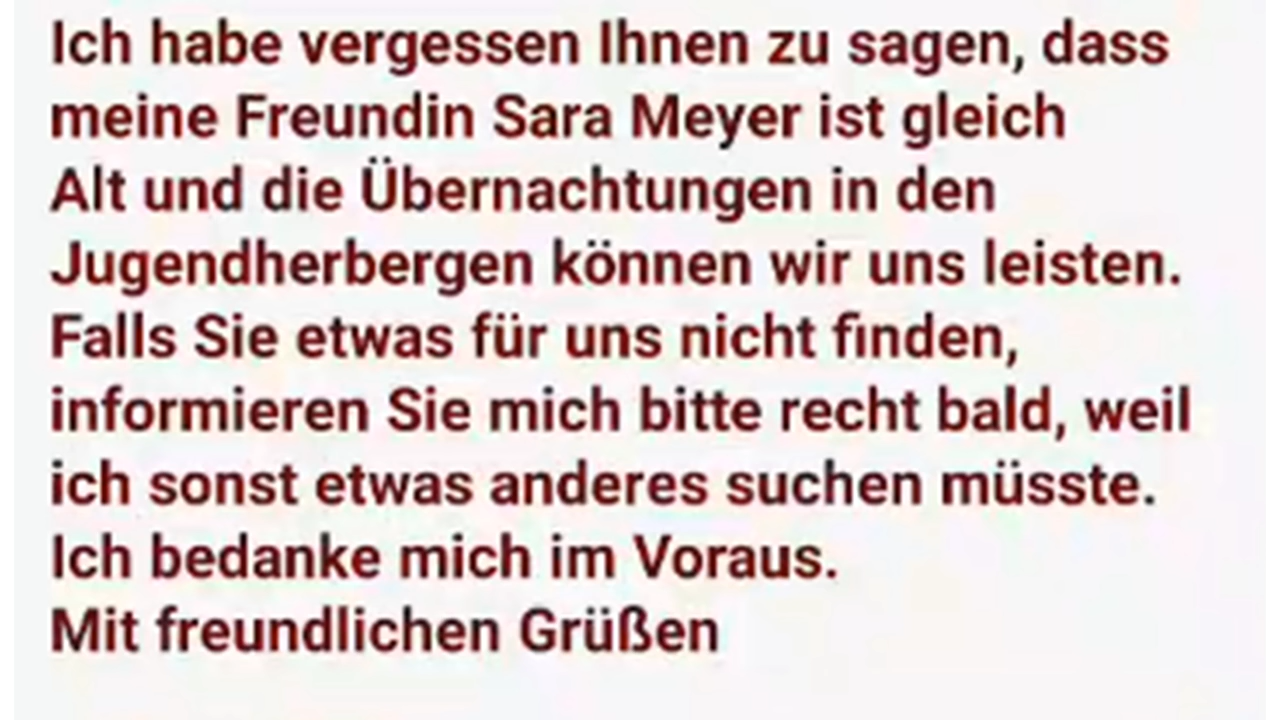 Ich habe vergessen Ihnen zu sagen, dass
meine Freundin Sara Meyer ist gleich
Alt und die Übernachtungen in den
Jugendherbergen können wir uns leisten.
Falls Sie etwas für uns nicht finden,
informieren Sie mich bitte recht bald, weil
ich sonst etwas anderes suchen müsste.
Ich bedanke mich im Voraus.
Mit freundlichen Grüßen